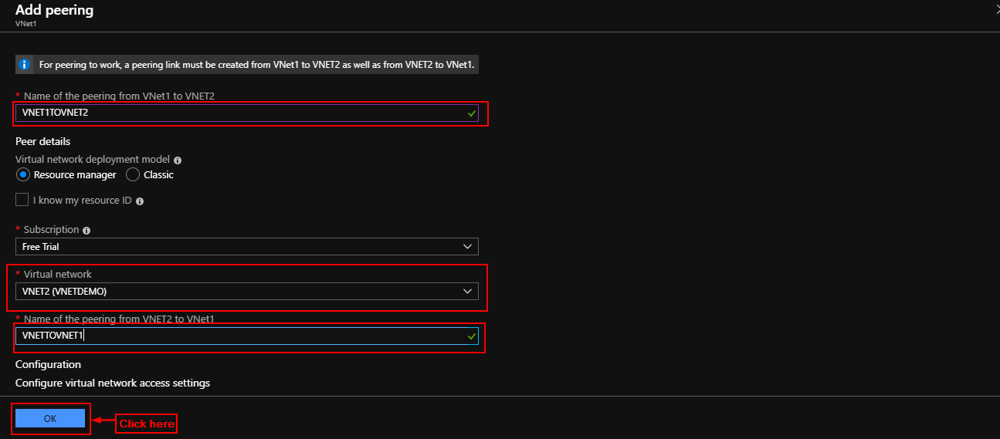 Add peering
VNet1
For peering to work, a peering link must be created from VNet1 to VNET2 as well as from VNET2 to VNet1.
* Name of the peering from VNet1 to VNET2
VNET1TOVNET2
Peer details
Virtual network deployment model
Resource manager Classic
I know my resource ID
* Subscription
Free Trial
* Virtual network
VNET2 (VNETDEMO)
* Name of the peering from VNET2 to VNet1
VNETTOVNET1
Configuration
Configure virtual network access settings
OK Click here